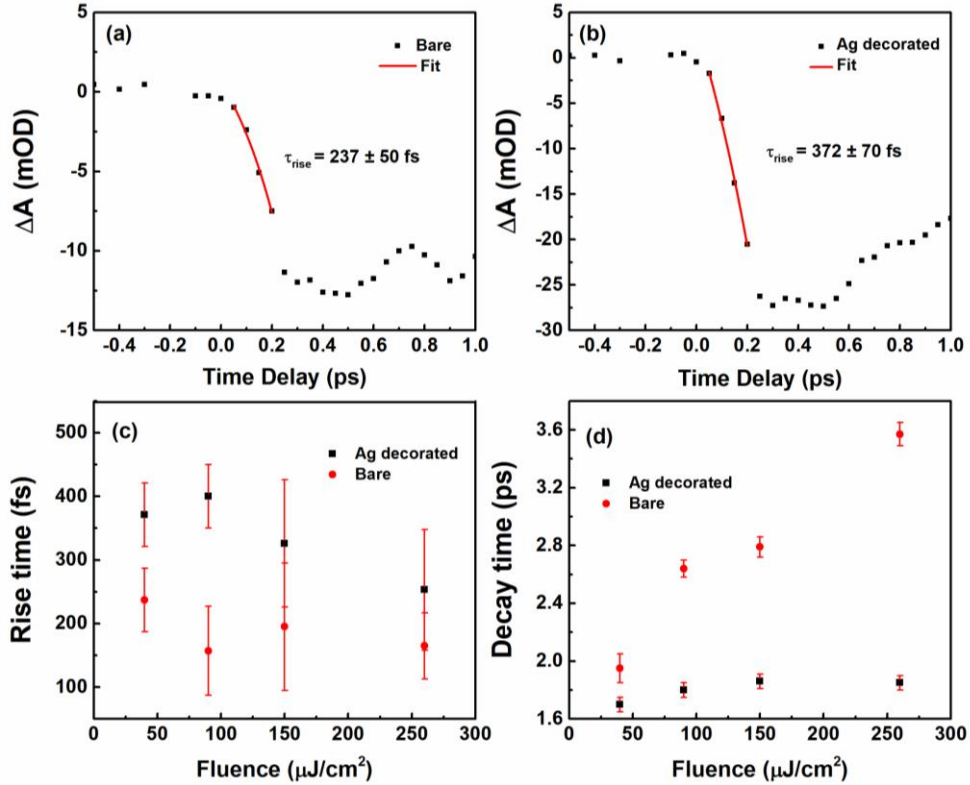 (a)
Bare
Fit
τrise = 237 ± 50 fs
ΔA (mOD)
5
0
-5
-10
-15
-0.4 -0.2 0.0 0.2 0.4 0.6 0.8 1.0
Time Delay (ps)
(b)
Ag decorated
Fit
τrise = 372 ± 70 fs
ΔA (mOD)
5
0
-5
-10
-15
-20
-25
-30
-0.4 -0.2 0.0 0.2 0.4 0.6 0.8 1.0
Time Delay (ps)
(c)
Ag decorated
Bare
Rise time (fs)
500
400
300
200
100
0 50 100 150 200 250 300
Fluence (μJ/cm²)
(d)
Ag decorated
Bare
Decay time (ps)
3.6
3.2
2.8
2.4
2.0
1.6
0 50 100 150 200 250 300
Fluence (μJ/cm²)